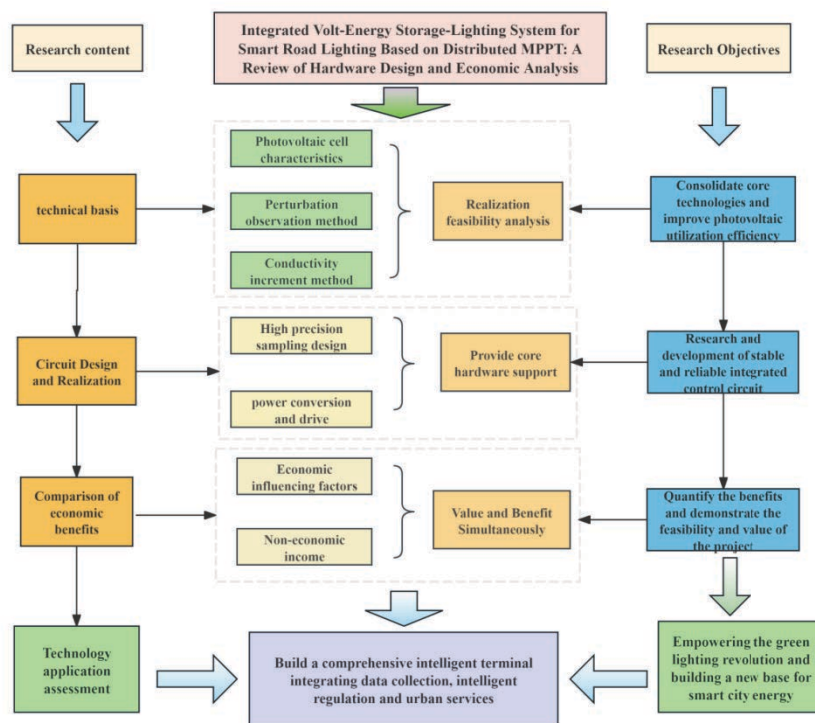 Research content
Integrated Volt-Energy Storage-Lighting System for
Smart Road Lighting Based on Distributed MPPT: A
Review of Hardware Design and Economic Analysis
Research Objectives
technical basis
Photovoltaic cell
characteristics
Perturbation
observation method
Conductivity
increment method
Realization
feasibility analysis
Consolidate core
technologies and
improve photovoltaic
utilization efficiency
Circuit Design
and Realization
High precision
sampling design
power conversion
and drive
Provide core
hardware support
Research and
development of stable
and reliable integrated
control circuit
Comparison of
economic
benefits
Economic
influencing factors
Non-economic
income
Value and Benefit
Simultaneously
Quantify the benefits
and demonstrate the
feasibility and value of
the project
Technology
application
assessment
Build a comprehensive intelligent terminal
integrating data collection, intelligent
regulation and urban services
Empowering the green
lighting revolution and
building a new base for
smart city energy